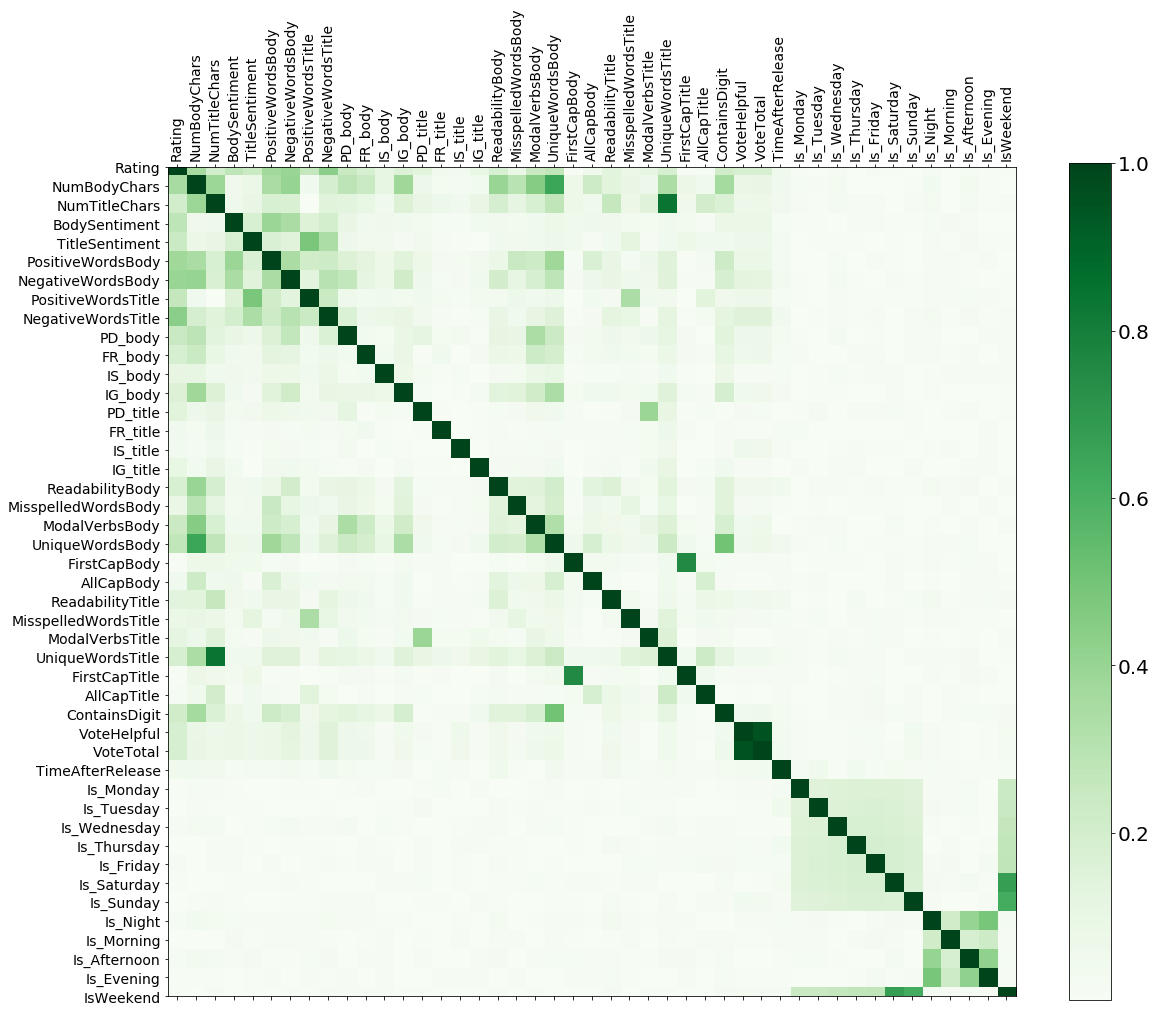 Rating
NumBodyChars
NumTitleChars
BodySentiment
TitleSentiment
PositiveWordsBody
NegativeWordsBody
PositiveWordsTitle
NegativeWordsTitle
PD_body
FR_body
IS_body
IG_body
PD_title
FR_title
IS_title
IG_title
ReadabilityBody
MisspelledWordsBody
ModalVerbsBody
UniqueWordsBody
FirstCapBody
AllCapBody
ReadabilityTitle
MisspelledWordsTitle
ModalVerbsTitle
UniqueWordsTitle
FirstCapTitle
AllCapTitle
ContainsDigit
VoteHelpful
VoteTotal
TimeAfterRelease
Is_Monday
Is_Tuesday
Is_Wednesday
Is_Thursday
Is_Friday
Is_Saturday
Is_Sunday
Is_Night
Is_Morning
Is_Afternoon
Is_Evening
IsWeekend
Rating
NumBodyChars
NumTitleChars
BodySentiment
TitleSentiment
PositiveWordsBody
NegativeWordsBody
PositiveWordsTitle
NegativeWordsTitle
PD_body
FR_body
IS_body
IG_body
PD_title
FR_title
IS_title
IG_title
ReadabilityBody
MisspelledWordsBody
ModalVerbsBody
UniqueWordsBody
FirstCapBody
AllCapBody
ReadabilityTitle
MisspelledWordsTitle
ModalVerbsTitle
UniqueWordsTitle
FirstCapTitle
AllCapTitle
ContainsDigit
VoteHelpful
VoteTotal
TimeAfterRelease
Is_Monday
Is_Tuesday
Is_Wednesday
Is_Thursday
Is_Friday
Is_Saturday
Is_Sunday
Is_Night
Is_Morning
Is_Afternoon
Is_Evening
IsWeekend
1.0
0.8
0.6
0.4
0.2